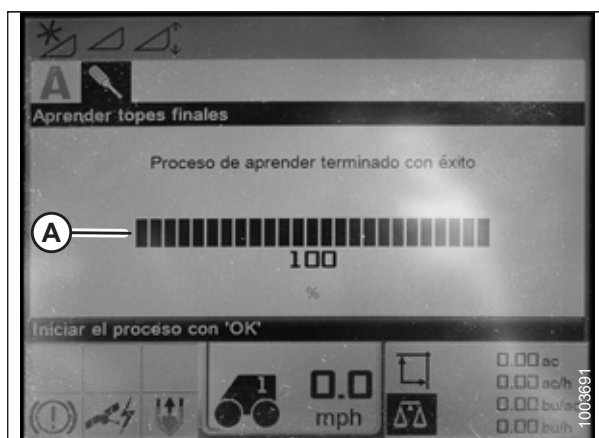 A
Aprender topes finales
Proceso de aprender terminado con éxito
A
100
%
Iniciar el proceso con 'OK'
1
0.0
mph
0.00 ac
0.00 ac/h
0.00 bu/ac
0.00 bu/h
1003691